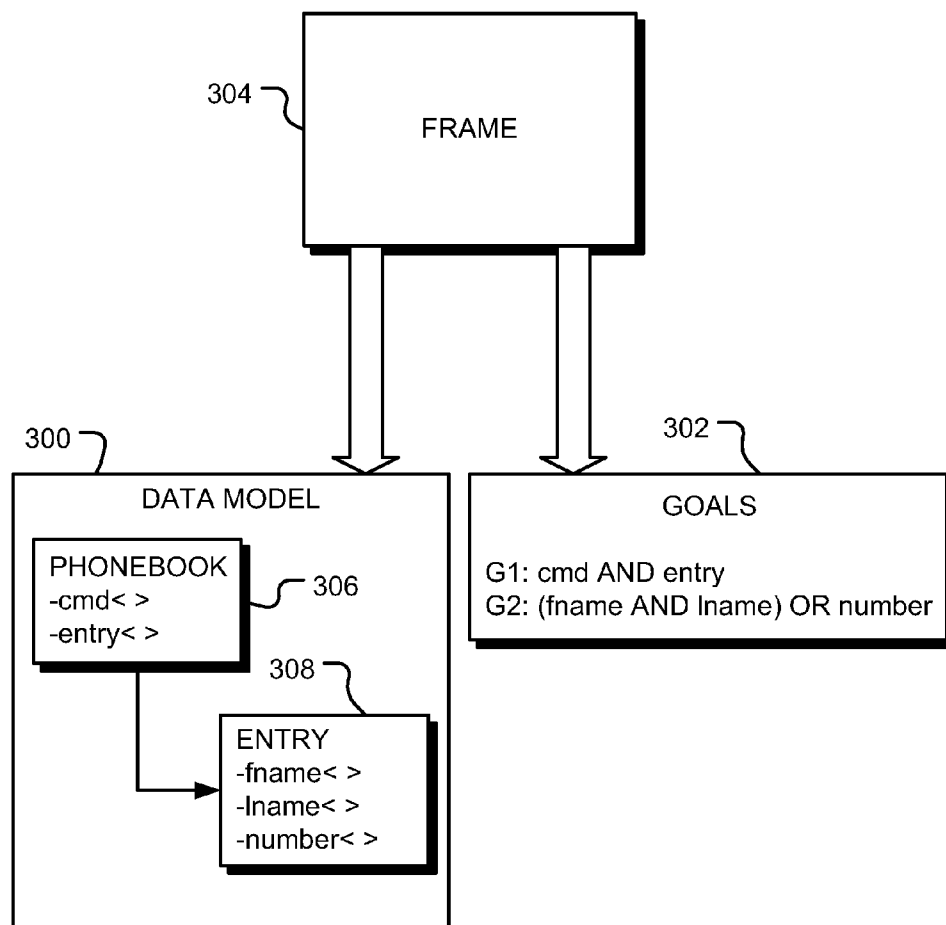 304
FRAME
300
302
DATA MODEL
PHONEBOOK
-cmd< >
-entry< >
306
308
ENTRY
-fname< >
-lname< >
-number< >
GOALS
G1: cmd AND entry
G2: (fname AND lname) OR number